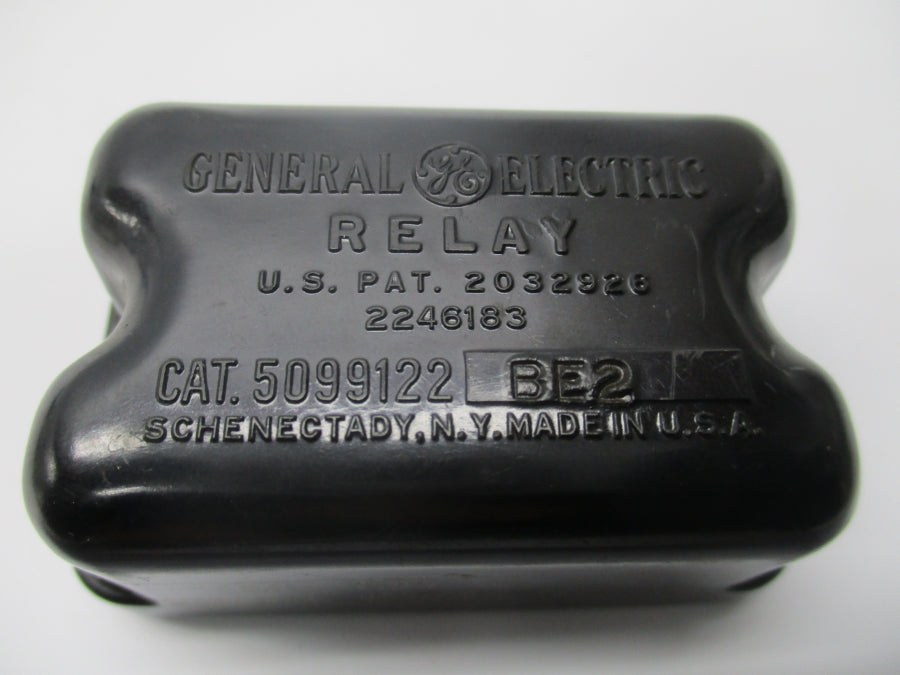 GENERAL GE ELECTRIC
RELAY
U.S. PAT. 2032926
2246183
CAT. 5099122 BE2
SCHENECTADY, N.Y. MADE IN U.S.A.